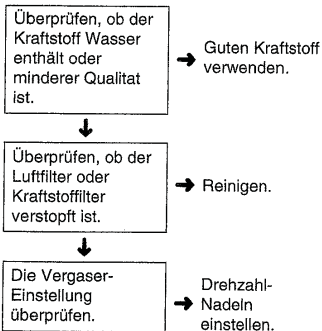 Überprüfen, ob der
Kraftstoff Wasser
enthält oder
minderer Qualitat
ist.
Guten Kraftstoff
verwenden.
Überprüfen, ob der
Luftfilter oder
Kraftstoffilter
verstopft ist.
Reinigen.
Die Vergaser-
Einstellung
überprüfen.
Drehzahl-
Nadeln
einstellen.